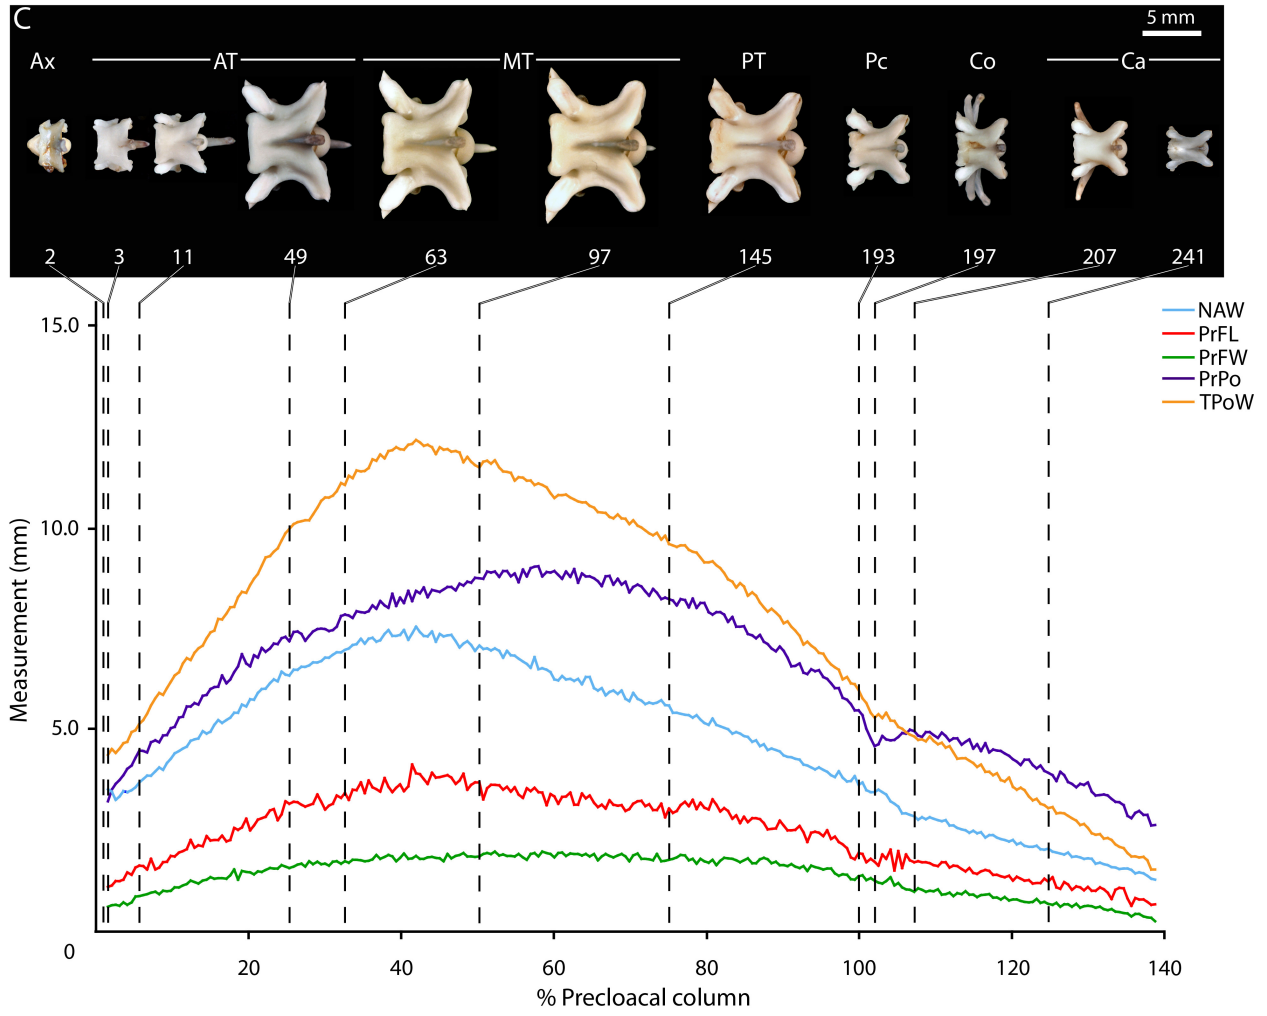 C
5 mm
Ax AT MT PT Pc Co Ca
2 3 11 49 63 97 145 193 197 207 241
NAW
PrFL
PrFW
PrPo
TPoW
15.0
10.0
5.0
0
Measurement (mm)
20 40 60 80 100 120 140
% Precloacal column